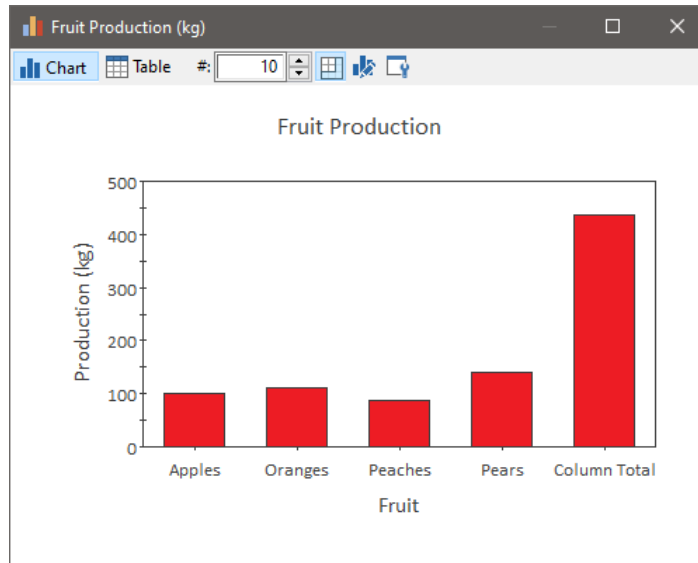 Fruit Production (kg)
Chart Table #: 10
Fruit Production
Production (kg)
500
400
300
200
100
0
Apples Oranges Peaches Pears Column Total
Fruit